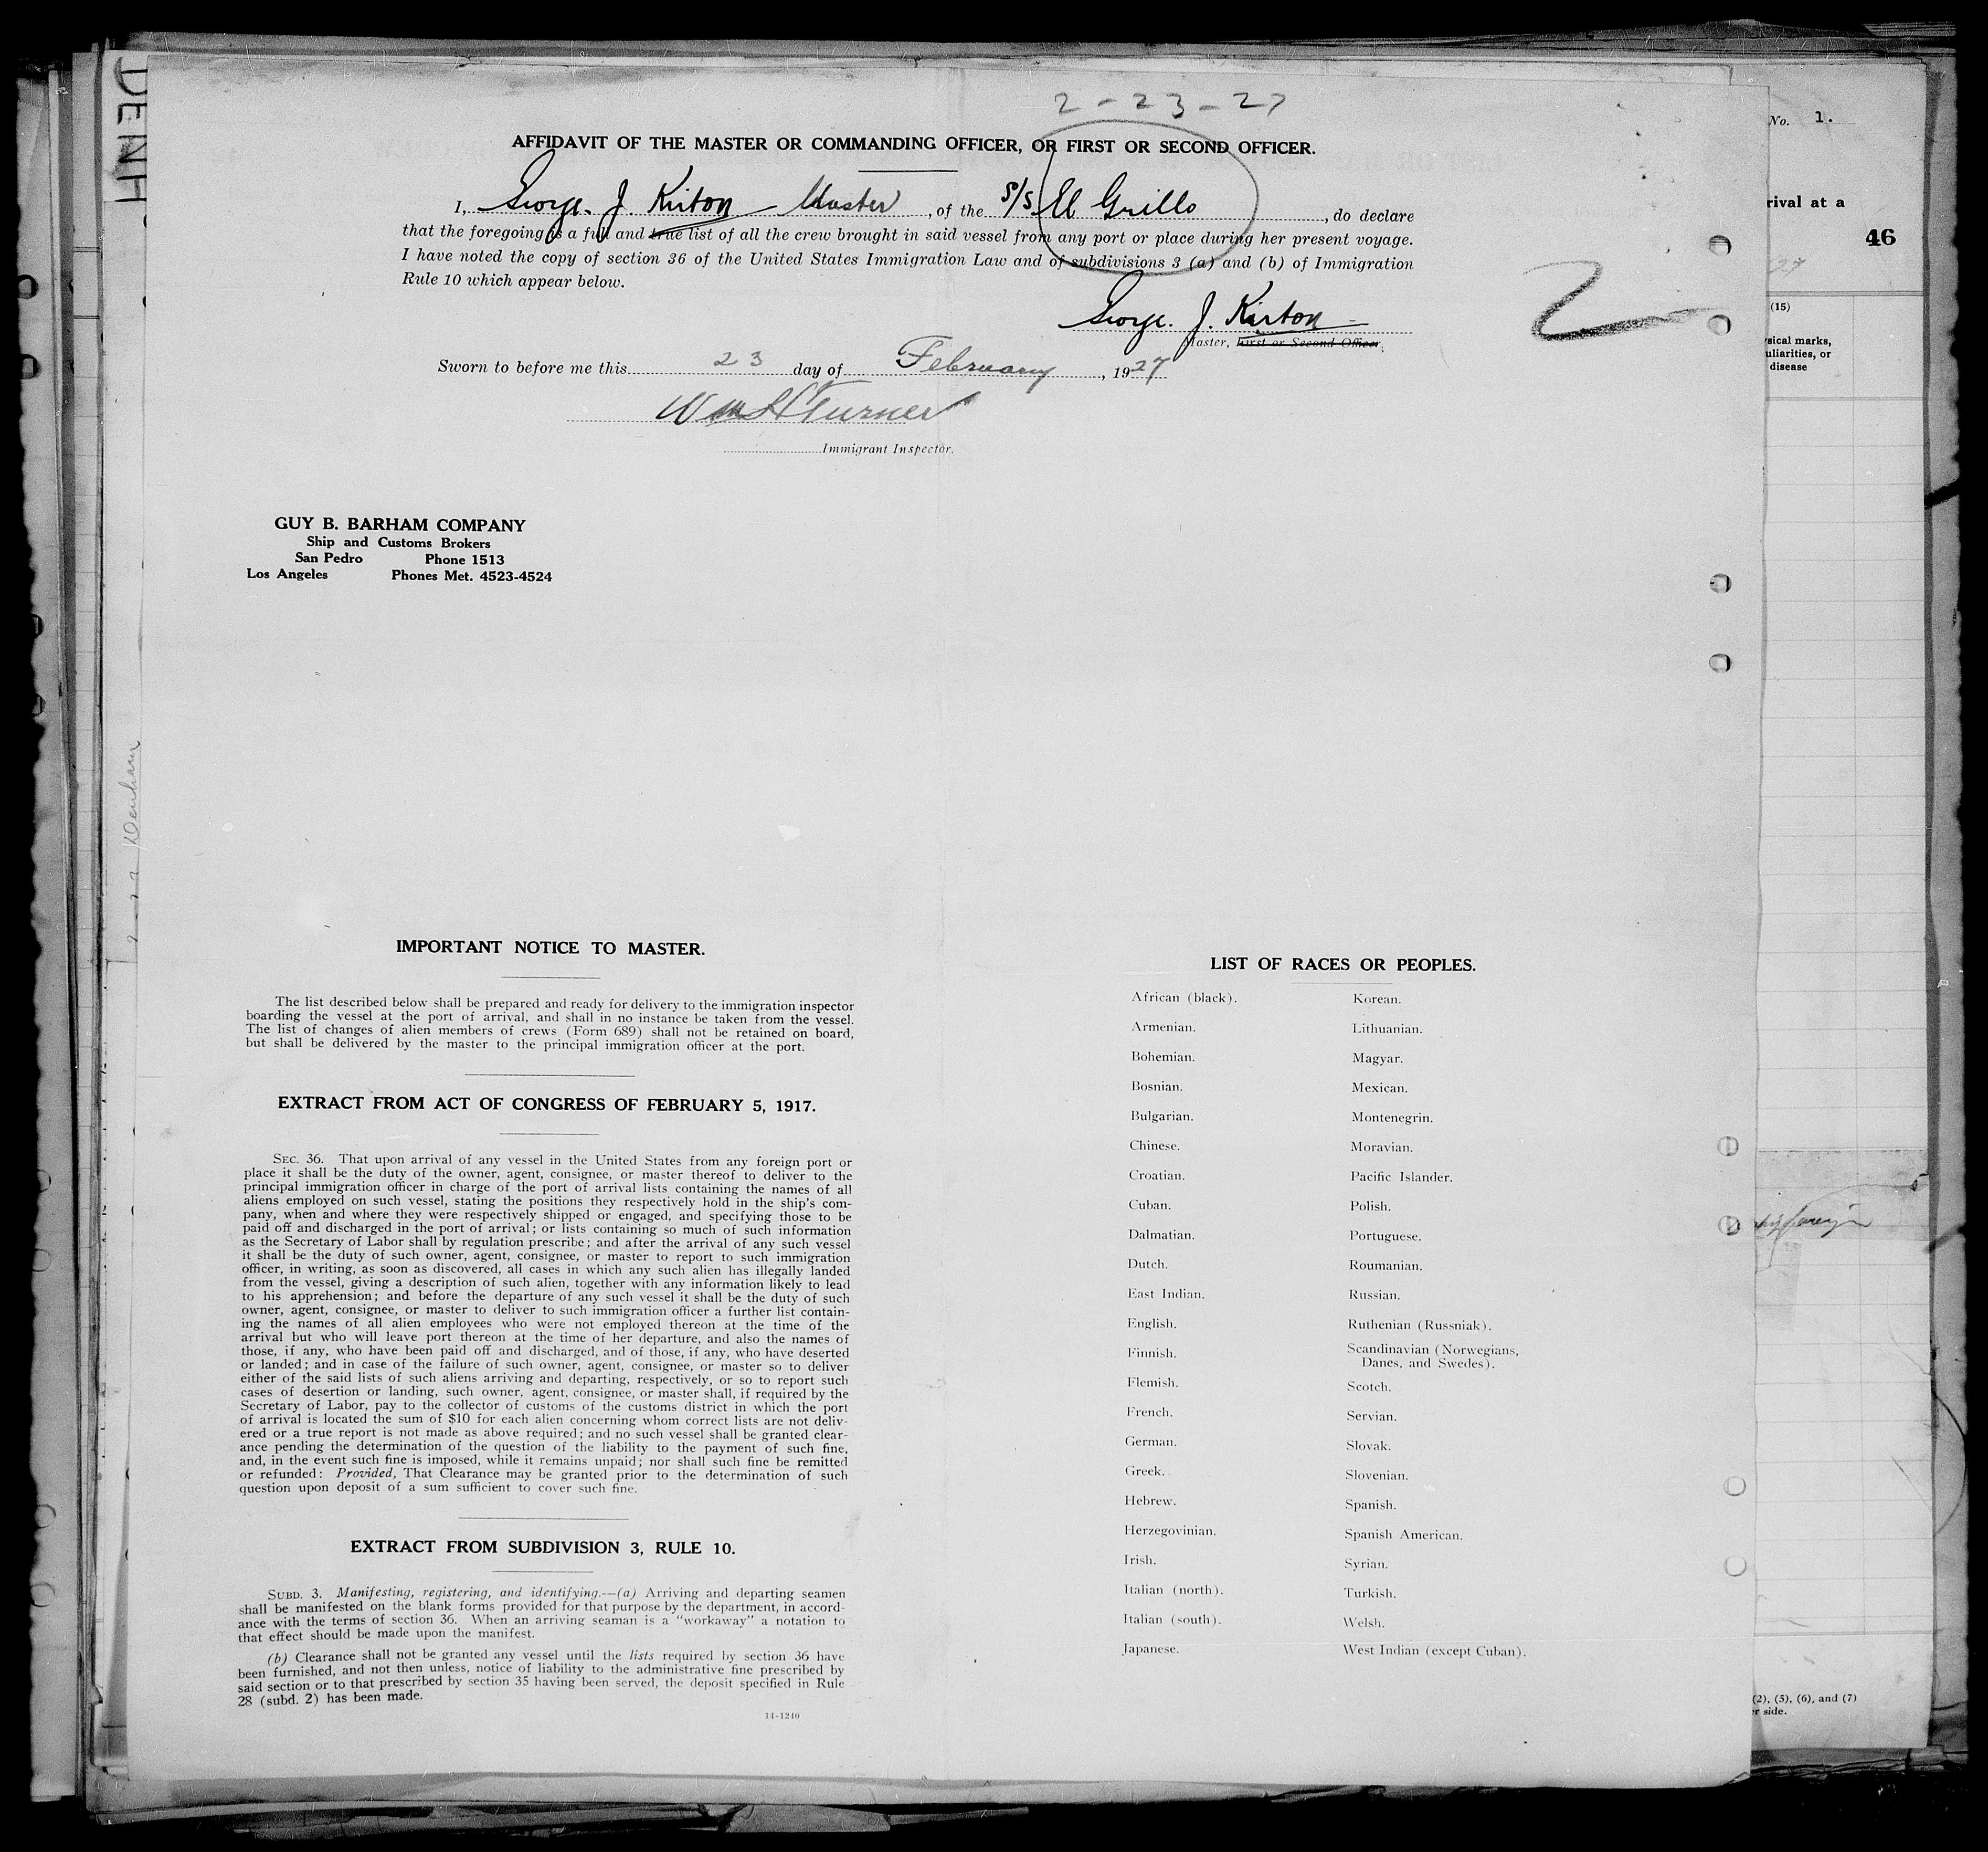 2-23-27
AFFIDAVIT OF THE MASTER OR COMMANDING OFFICER, OR FIRST OR SECOND OFFICER.
I, George. J. Kirton Master, of the S/S El Grillo, do declare
that the foregoing is a full and true list of all the crew brought in said vessel from any port or place during her present voyage.
I have noted the copy of section 36 of the United States Immigration Law and of subdivisions 3 (a) and (b) of Immigration
Rule 10 which appear below.
George. J. Kirton
Master, First or Second Officer.
2
Sworn to before me this 23 day of February, 1927
Wm H Turner
Immigrant Inspector.
GUY B. BARHAM COMPANY
Ship and Customs Brokers
San Pedro Phone 1513
Los Angeles Phones Met. 4523-4524
IMPORTANT NOTICE TO MASTER.
The list described below shall be prepared and ready for delivery to the immigration inspector
boarding the vessel at the port of arrival, and shall in no instance be taken from the vessel.
The list of changes of alien members of crews (Form 689) shall not be retained on board,
but shall be delivered by the master to the principal immigration officer at the port.
EXTRACT FROM ACT OF CONGRESS OF FEBRUARY 5, 1917.
SEC. 36. That upon arrival of any vessel in the United States from any foreign port or
place it shall be the duty of the owner, agent, consignee, or master thereof to deliver to the
principal immigration officer in charge of the port of arrival lists containing the names of all
aliens employed on such vessel, stating the positions they respectively hold in the ship's com-
pany, when and where they were respectively shipped or engaged, and specifying those to be
paid off and discharged in the port of arrival; or lists containing so much of such information
as the Secretary of Labor shall by regulation prescribe; and after the arrival of any such vessel
it shall be the duty of such owner, agent, consignee, or master to report to such immigration
officer, in writing, as soon as discovered, all cases in which any such alien has illegally landed
from the vessel, giving a description of such alien, together with any information likely to lead
to his apprehension; and before the departure of any such vessel it shall be the duty of such
owner, agent, consignee, or master to deliver to such immigration officer a further list contain-
ing the names of all alien employees who were not employed thereon at the time of the
arrival but who will leave port thereon at the time of her departure, and also the names of
those, if any, who have been paid off and discharged, and of those, if any, who have deserted
or landed; and in case of the failure of such owner, agent, consignee, or master so to deliver
either of the said lists of such aliens arriving and departing, respectively, or so to report such
cases of desertion or landing, such owner, agent, consignee, or master shall, if required by the
Secretary of Labor, pay to the collector of customs of the customs district in which the port
of arrival is located the sum of $10 for each alien concerning whom correct lists are not deliv-
ered or a true report is not made as above required; and no such vessel shall be granted clear-
ance pending the determination of the question of the liability to the payment of such fine,
and, in the event such fine is imposed, while it remains unpaid; nor shall such fine be remitted
or refunded: Provided, That Clearance may be granted prior to the determination of such
question upon deposit of a sum sufficient to cover such fine.
EXTRACT FROM SUBDIVISION 3, RULE 10.
SUBD. 3. Manifesting, registering, and identifying.—(a) Arriving and departing seamen
shall be manifested on the blank forms provided for that purpose by the department, in accord-
ance with the terms of section 36. When an arriving seaman is a "workaway" a notation to
that effect should be made upon the manifest.
(b) Clearance shall not be granted any vessel until the lists required by section 36 have
been furnished, and not then unless, notice of liability to the administrative fine prescribed by
said section or to that prescribed by section 35 having been served, the deposit specified in Rule
28 (subd. 2) has been made.
14-1240
LIST OF RACES OR PEOPLES.
African (black).
Armenian.
Bohemian.
Bosnian.
Bulgarian.
Chinese.
Croatian.
Cuban.
Dalmatian.
Dutch.
East Indian.
English.
Finnish.
Flemish.
French.
German.
Greek.
Hebrew.
Herzegovinian.
Irish.
Italian (north).
Italian (south).
Japanese.
Korean.
Lithuanian.
Magyar.
Mexican.
Montenegrin.
Moravian.
Pacific Islander.
Polish.
Portuguese.
Roumanian.
Russian.
Ruthenian (Russniak).
Scandinavian (Norwegians,
Danes, and Swedes).
Scotch.
Servian.
Slovak.
Slovenian.
Spanish.
Spanish American.
Syrian.
Turkish.
Welsh.
West Indian (except Cuban).
DENH
Denham
No. 1.
rival at a
46
27
(15)
sical marks,
uliarities, or
disease
(2), (5), (6), and (7)
er side.